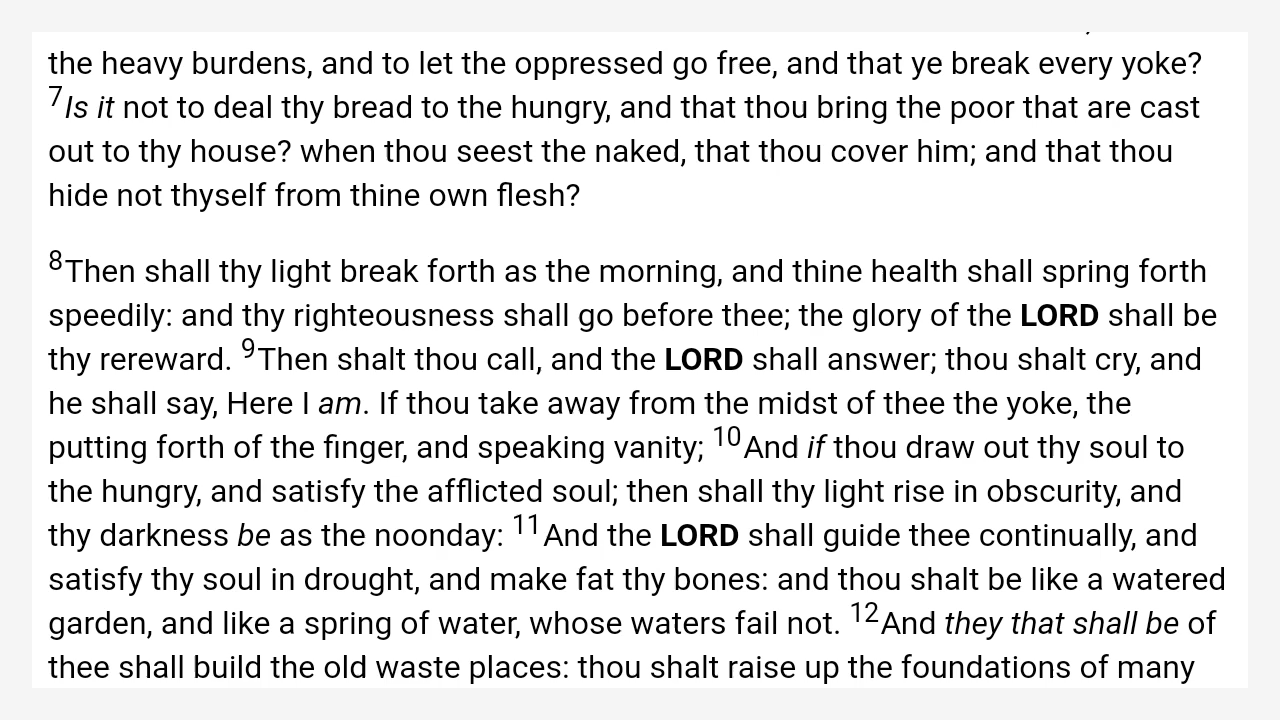 the heavy burdens, and to let the oppressed go free, and that ye break every yoke?
7Is it not to deal thy bread to the hungry, and that thou bring the poor that are cast
out to thy house? when thou seest the naked, that thou cover him; and that thou
hide not thyself from thine own flesh?
8Then shall thy light break forth as the morning, and thine health shall spring forth
speedily: and thy righteousness shall go before thee; the glory of the LORD shall be
thy rereward. 9Then shalt thou call, and the LORD shall answer; thou shalt cry, and
he shall say, Here I am. If thou take away from the midst of thee the yoke, the
putting forth of the finger, and speaking vanity; 10And if thou draw out thy soul to
the hungry, and satisfy the afflicted soul; then shall thy light rise in obscurity, and
thy darkness be as the noonday: 11And the LORD shall guide thee continually, and
satisfy thy soul in drought, and make fat thy bones: and thou shalt be like a watered
garden, and like a spring of water, whose waters fail not. 12And they that shall be of
thee shall build the old waste places: thou shalt raise up the foundations of many